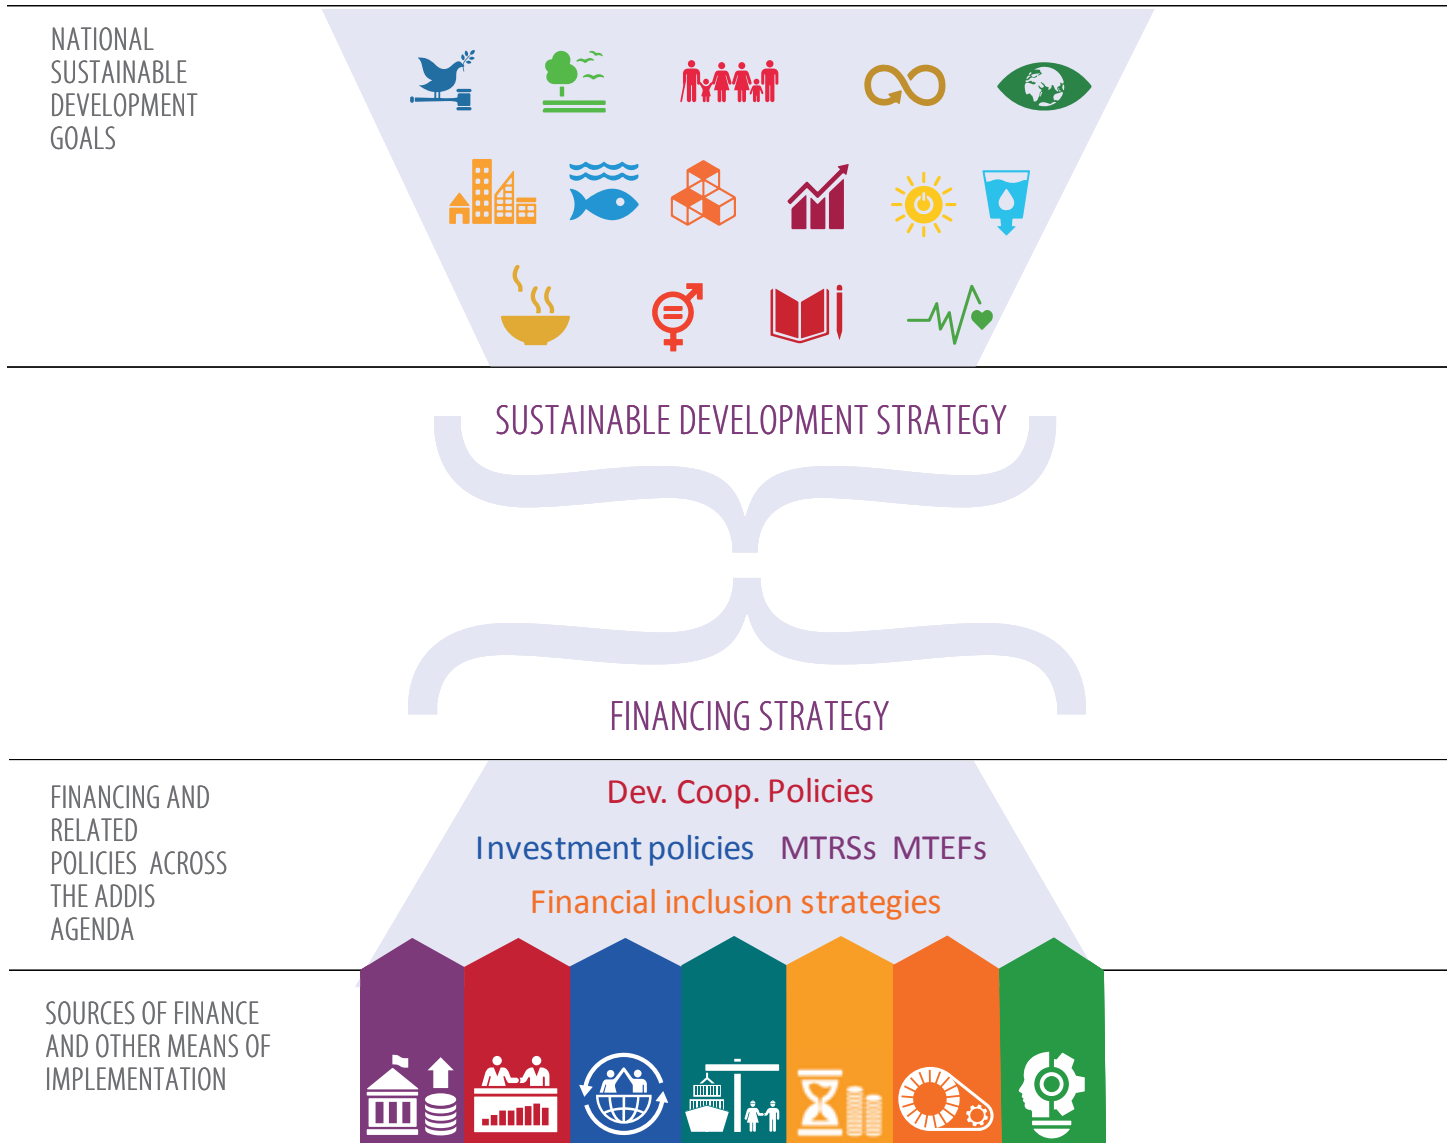 NATIONAL
SUSTAINABLE
DEVELOPMENT
GOALS
SUSTAINABLE DEVELOPMENT STRATEGY
FINANCING STRATEGY
FINANCING AND
RELATED
POLICIES ACROSS
THE ADDIS
AGENDA
Dev. Coop. Policies
Investment policies MTRSs MTEFs
Financial inclusion strategies
SOURCES OF FINANCE
AND OTHER MEANS OF
IMPLEMENTATION